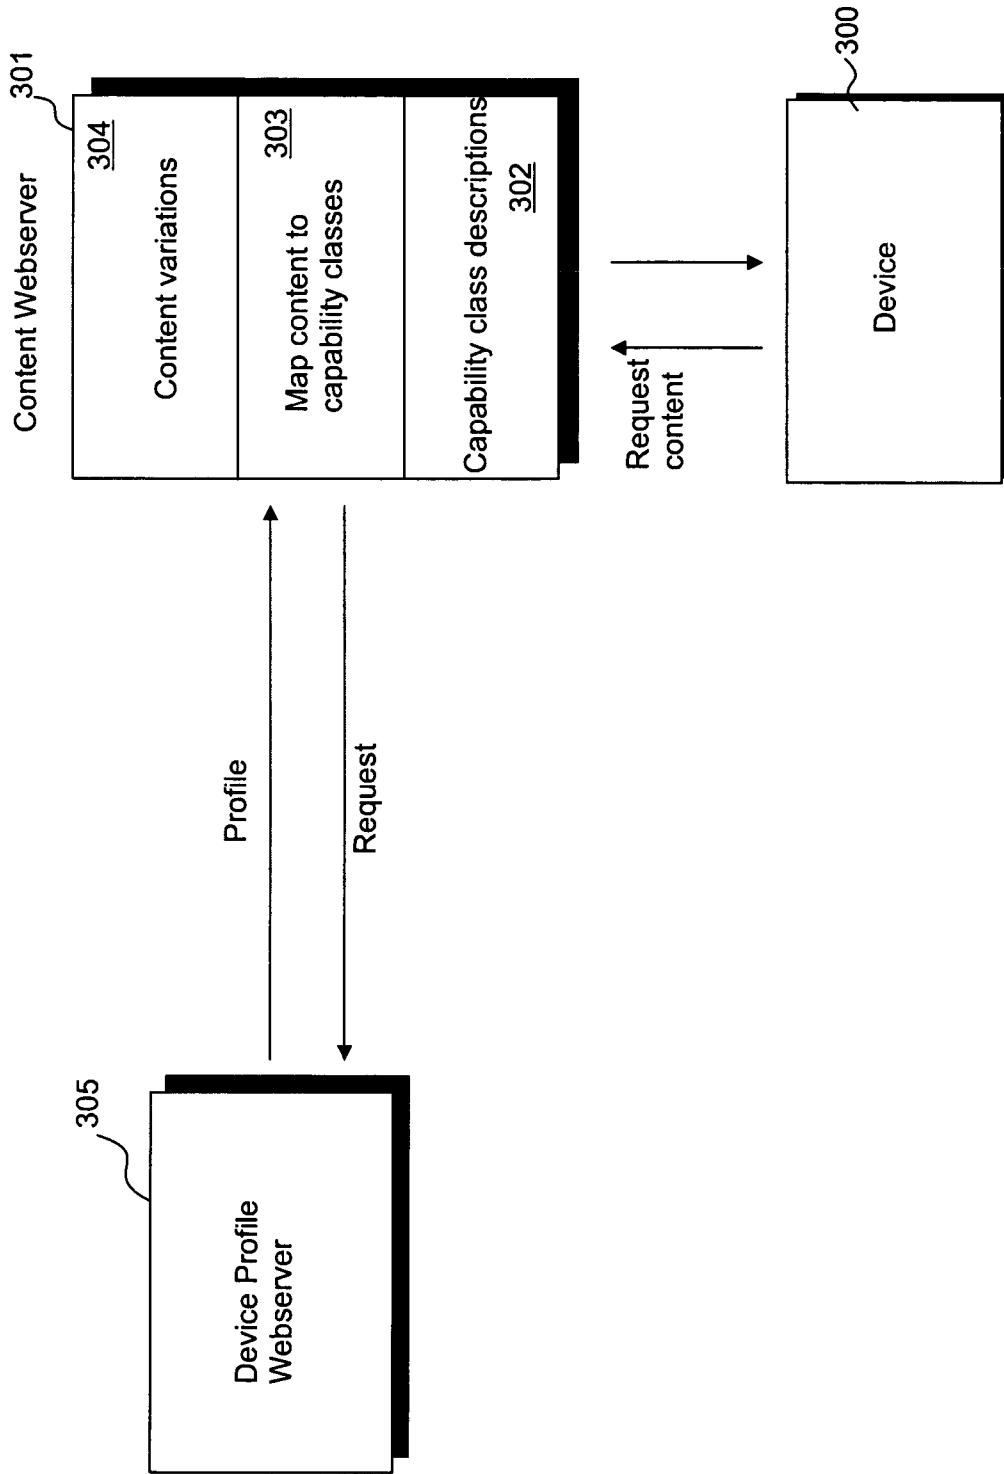 Content Webserver
301
304
Content variations
303
Map content to
capability classes
Capability class descriptions
302
305
Device Profile
Webserver
Profile
Request
Request
content
300
Device